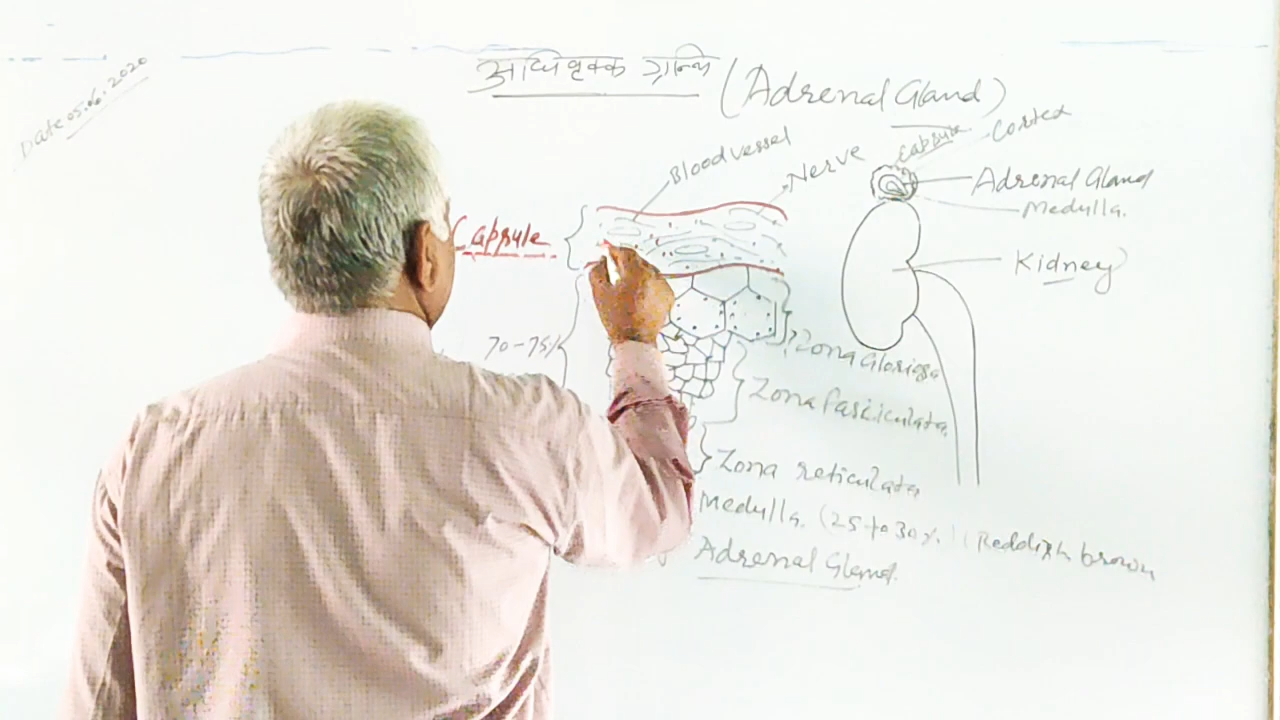 Date 05.06.2020
अधिवृक्क ग्रन्थि (Adrenal Gland)
Capsule
Cortex
Blood vessel
Nerve
Adrenal Gland
Medulla.
Capsule
Kidney
70-75%
Zona Gloriosa
Zona fasciculata
Zona reticulata
Medulla. (25 to 30%) (Reddish brown
Adrenal Gland.